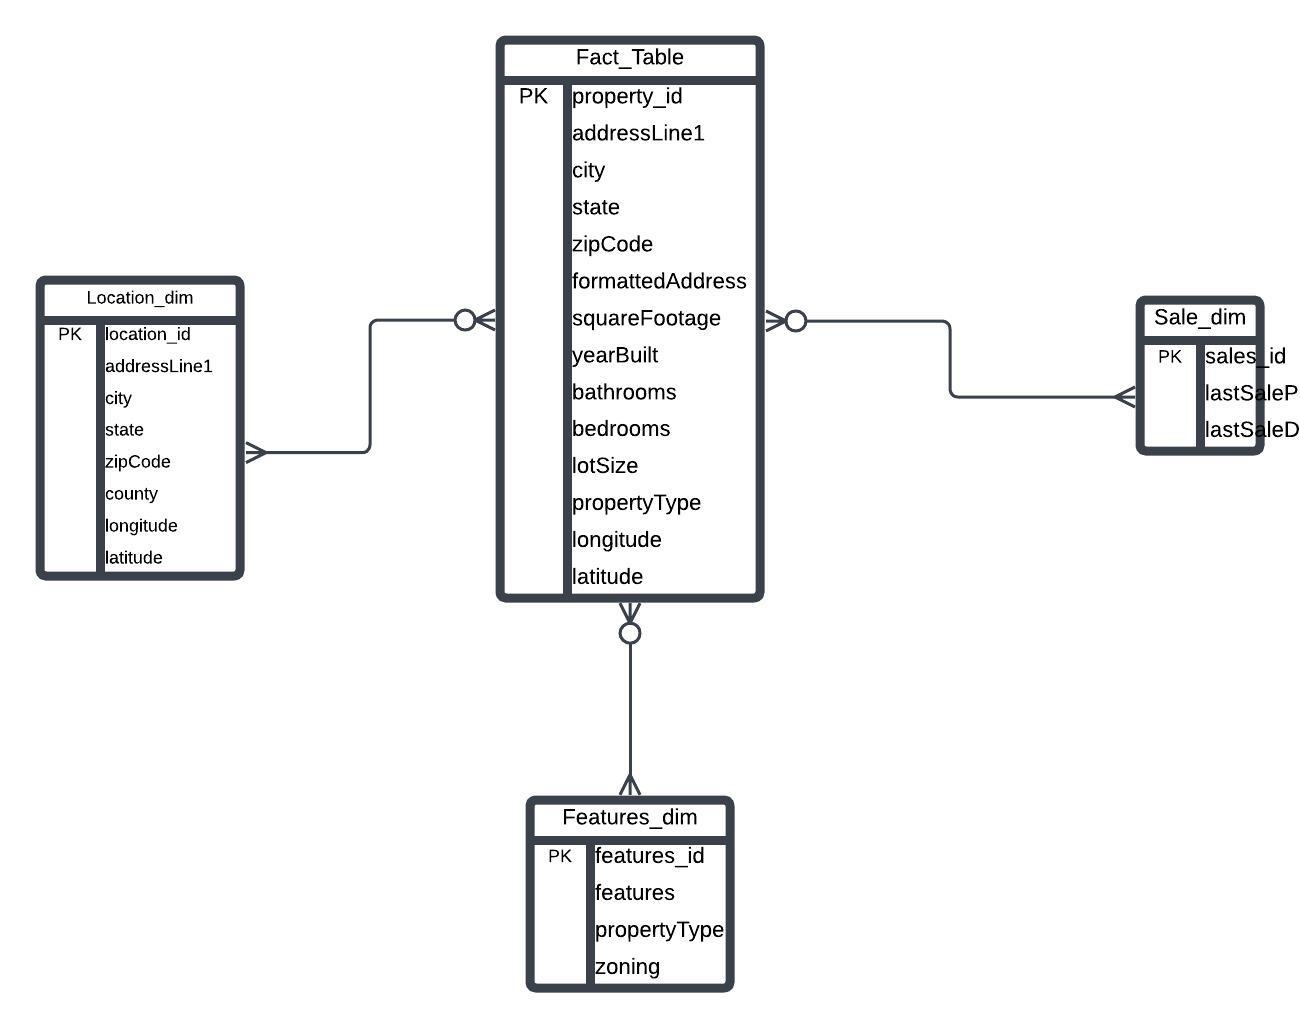 Fact_Table
PK property_id
addressLine1
city
state
zipCode
formattedAddress
squareFootage
yearBuilt
bathrooms
bedrooms
lotSize
propertyType
longitude
latitude
Location_dim
PK location_id
addressLine1
city
state
zipCode
county
longitude
latitude
Sale_dim
PK sales_id
lastSaleP
lastSaleD
Features_dim
PK features_id
features
propertyType
zoning